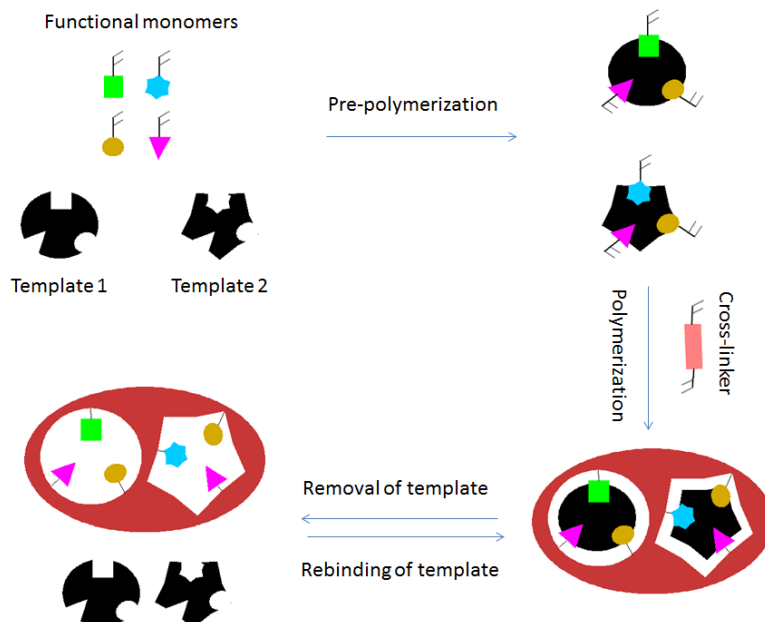 Functional monomers
Pre-polymerization
Template 1
Template 2
Polymerization
Cross-linker
Removal of template
Rebinding of template